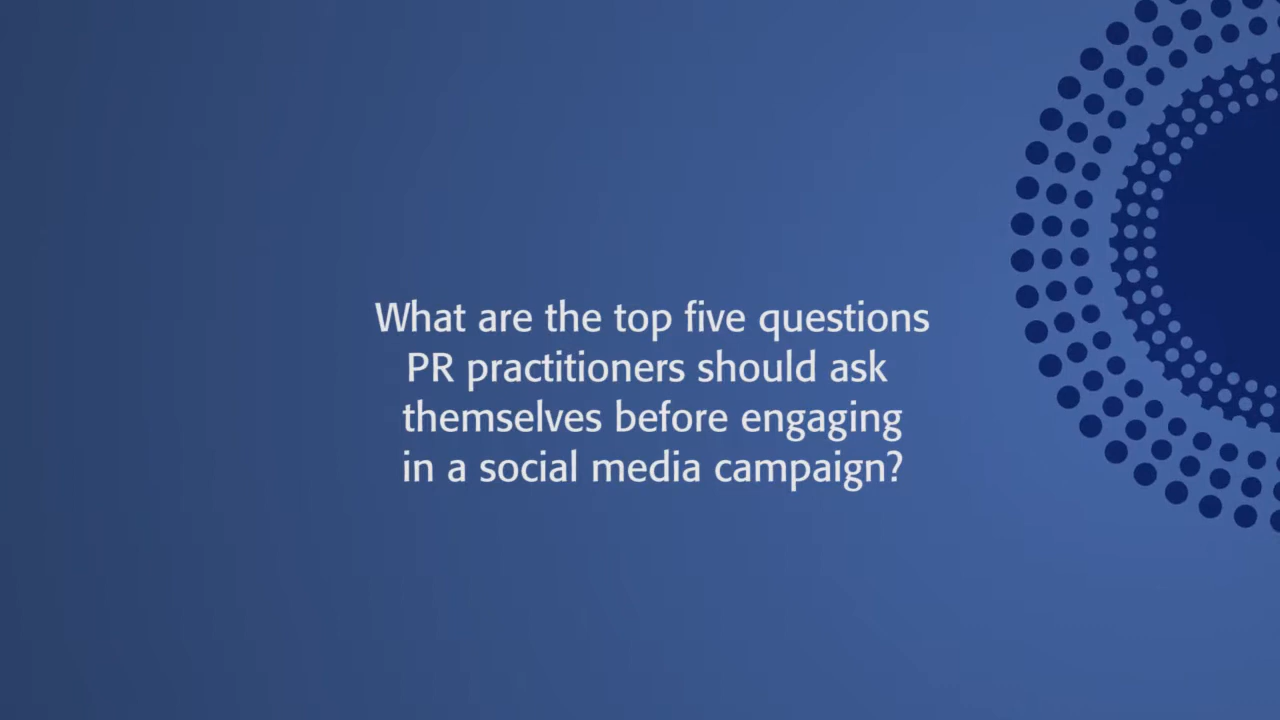 What are the top five questions
PR practitioners should ask
themselves before engaging
in a social media campaign?